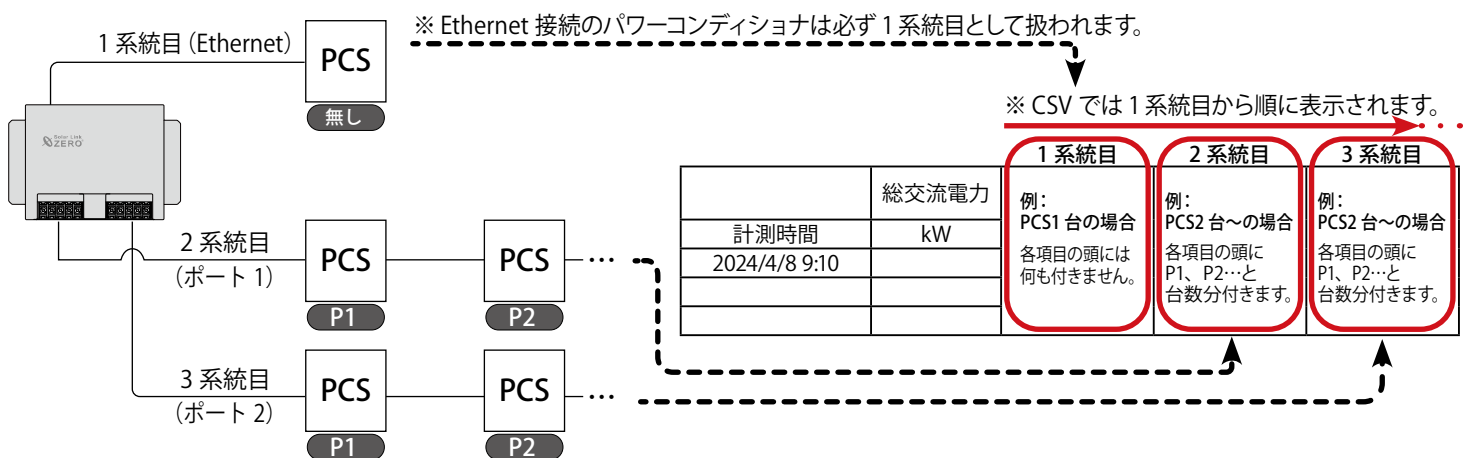 ※ Ethernet 接続のパワーコンディショナは必ず 1 系統目として扱われます。
1 系統目 (Ethernet)
PCS
無し
Solar Link
ZERO
※ CSV では 1 系統目から順に表示されます。
1 系統目
2 系統目
3 系統目
総交流電力
計測時間
kW
2024/4/8 9:10
例：
PCS1 台の場合
各項目の頭には
何も付きません。
例：
PCS2 台～の場合
各項目の頭に
P1、P2…と
台数分付きます。
例：
PCS2 台～の場合
各項目の頭に
P1、P2…と
台数分付きます。
2 系統目
(ポート 1)
PCS
P1
PCS
P2
…
3 系統目
(ポート 2)
PCS
P1
PCS
P2
…